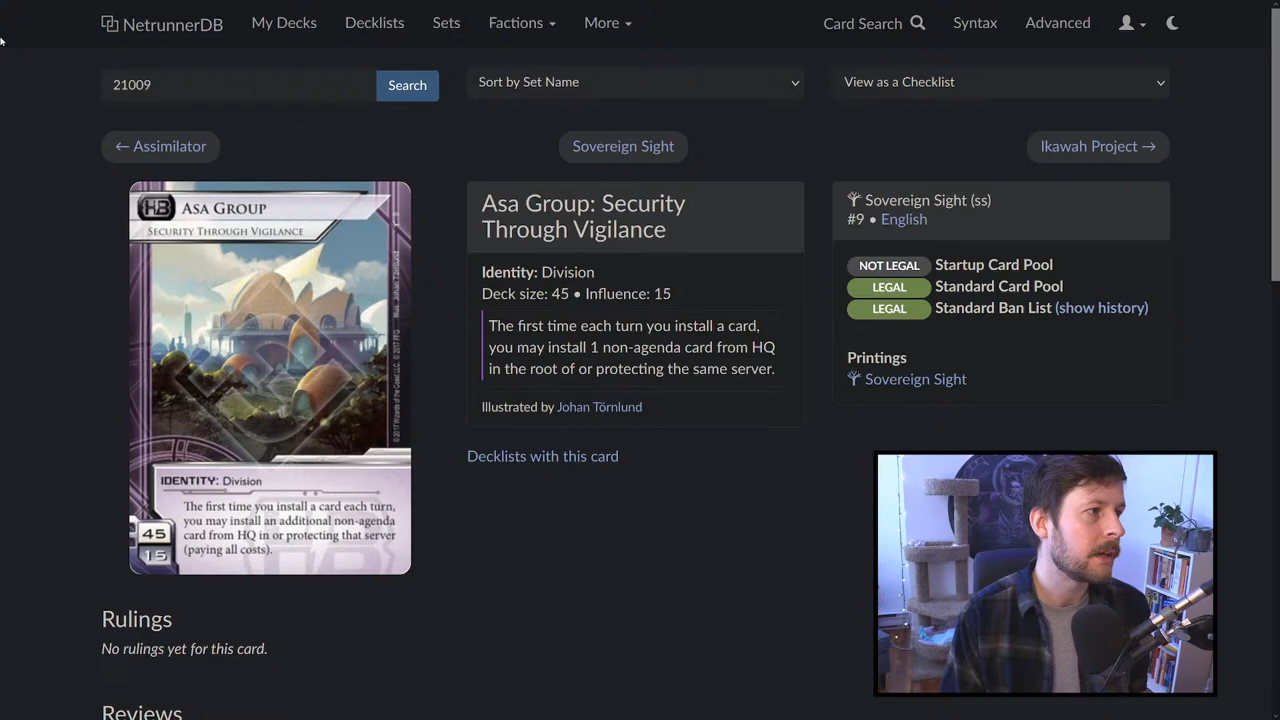 NetrunnerDB My Decks Decklists Sets Factions More Card Search Syntax Advanced
21009 Search Sort by Set Name View as a Checklist
← Assimilator Sovereign Sight Ikawah Project →
HB ASA GROUP
SECURITY THROUGH VIGILANCE
IDENTITY: Division
The first time you install a card each turn,
you may install an additional non-agenda
card from HQ in or protecting that server
(paying all costs).
45
15
Asa Group: Security
Through Vigilance
Identity: Division
Deck size: 45 • Influence: 15
The first time each turn you install a card,
you may install 1 non-agenda card from HQ
in the root of or protecting the same server.
Illustrated by Johan Törnlund
Decklists with this card
Sovereign Sight (ss)
#9 • English
NOT LEGAL Startup Card Pool
LEGAL Standard Card Pool
LEGAL Standard Ban List (show history)
Printings
Sovereign Sight
Rulings
No rulings yet for this card.
Reviews